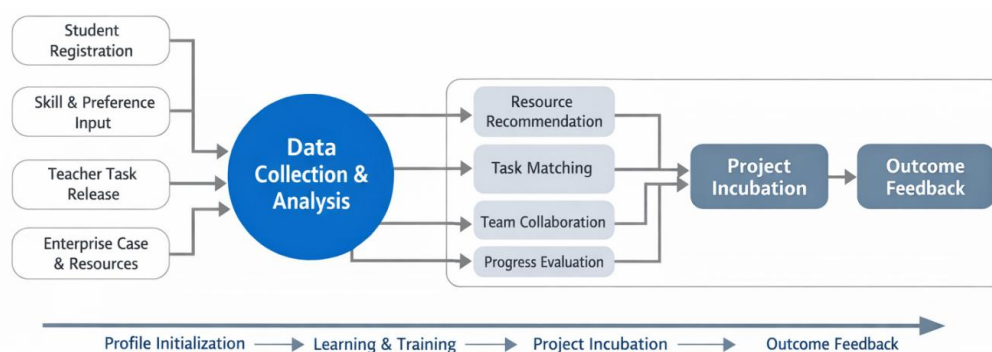 Student
Registration
Skill & Preference
Input
Teacher Task
Release
Enterprise Case
& Resources
Data
Collection &
Analysis
Resource
Recommendation
Task Matching
Team Collaboration
Progress Evaluation
Project
Incubation
Outcome
Feedback
Profile Initialization Learning & Training Project Incubation Outcome Feedback